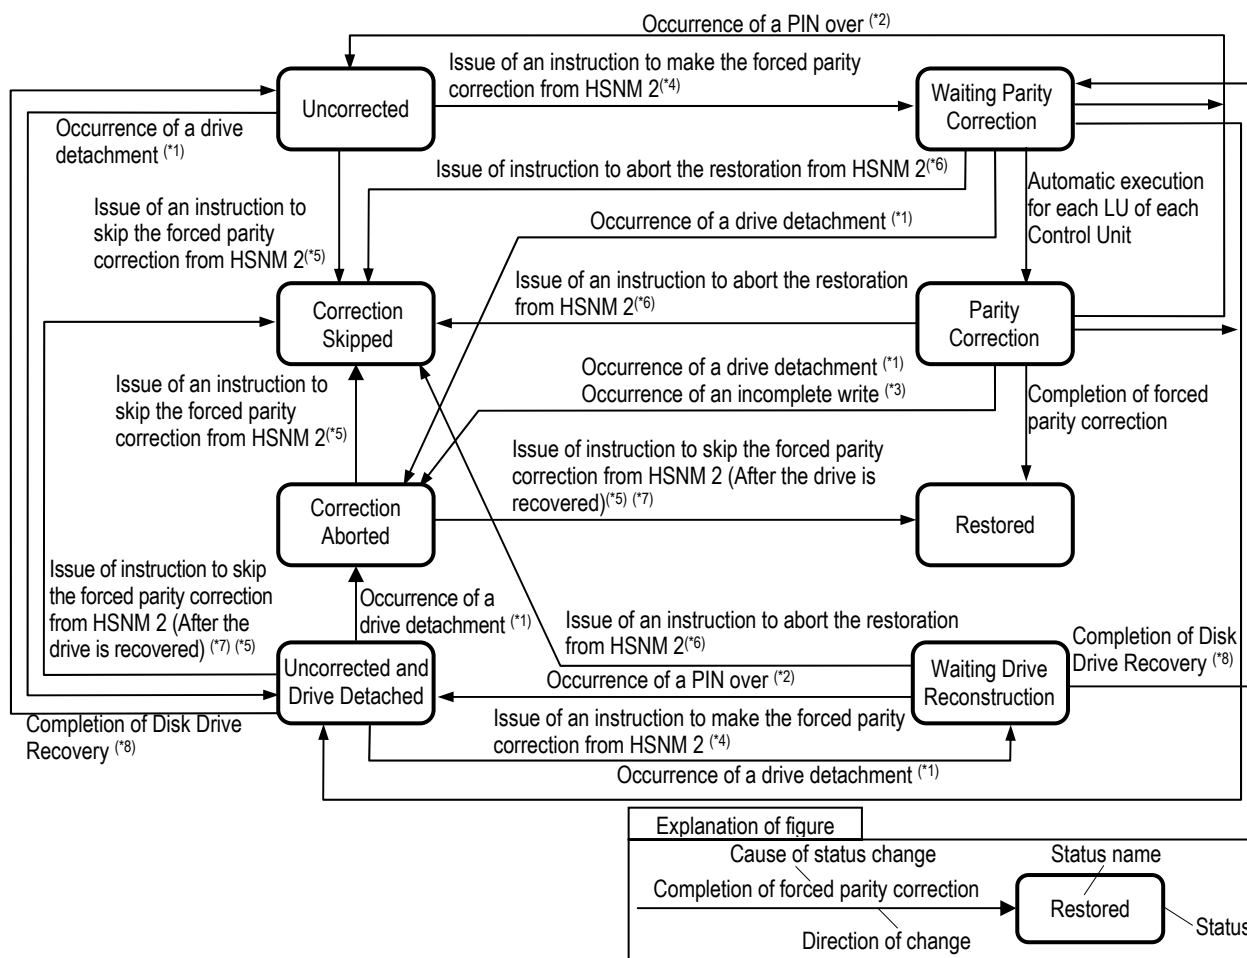 Occurrence of a PIN over (*2)
Uncorrected
Issue of an instruction to make the forced parity
correction from HSNM 2(*4)
Waiting Parity
Correction
Occurrence of a drive
detachment (*1)
Issue of instruction to abort the restoration from HSNM 2(*6)
Issue of an instruction to
skip the forced parity
correction from HSNM 2(*5)
Occurrence of a drive detachment (*1)
Automatic execution
for each LU of each
Control Unit
Correction
Skipped
Issue of an instruction to abort the restoration
from HSNM 2(*6)
Parity
Correction
Issue of an instruction to
skip the forced parity
correction from HSNM 2(*5)
Occurrence of a drive detachment (*1)
Occurrence of an incomplete write (*3)
Completion of forced
parity correction
Correction
Aborted
Issue of instruction to skip the forced parity
correction from HSNM 2 (After the drive is
recovered)(*5) (*7)
Restored
Issue of instruction to skip
the forced parity correction
from HSNM 2 (After the
drive is recovered) (*7) (*5)
Occurrence of a
drive detachment (*1)
Issue of an instruction to abort the restoration
from HSNM 2(*6)
Completion of Disk
Drive Recovery (*8)
Uncorrected and
Drive Detached
Occurrence of a PIN over (*2)
Waiting Drive
Reconstruction
Completion of Disk Drive
Recovery (*8)
Issue of an instruction to make the forced parity
correction from HSNM 2 (*4)
Occurrence of a drive detachment (*1)
Explanation of figure
Cause of status change
Status name
Completion of forced parity correction
Restored
Direction of change
Status